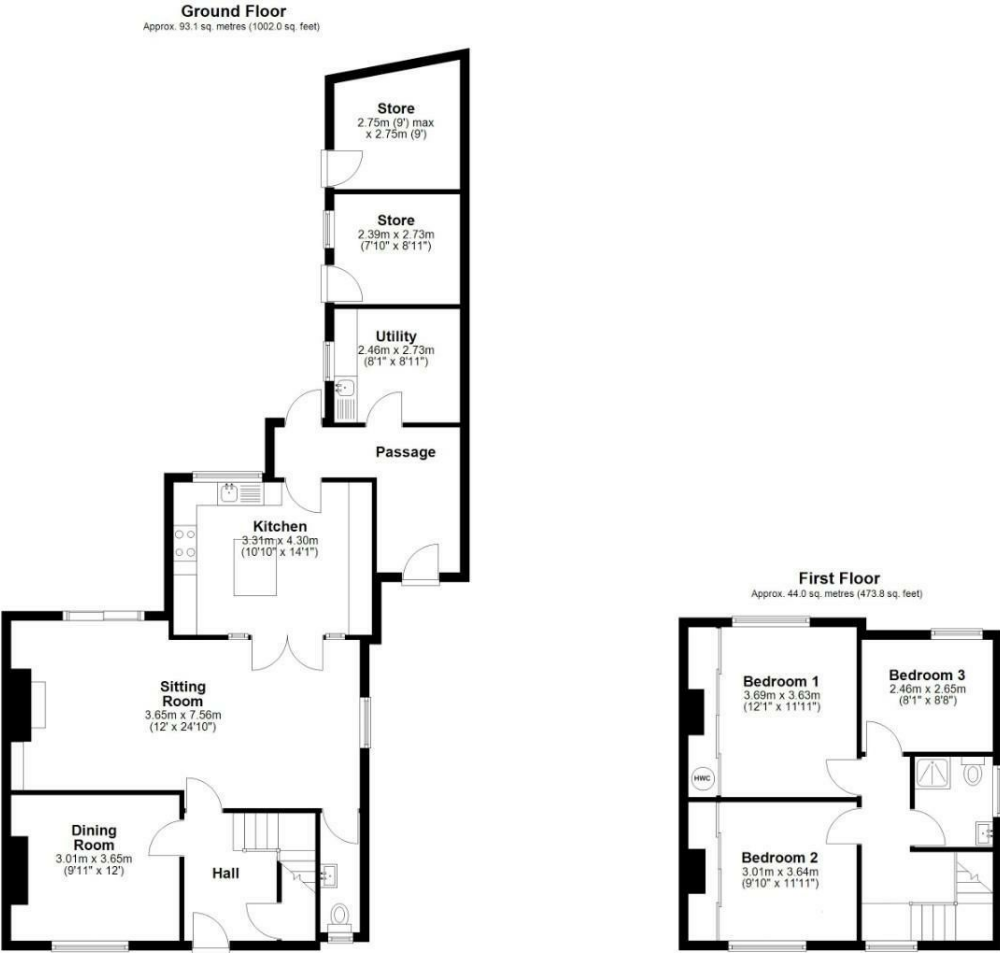 Ground Floor
Approx. 93.1 sq. metres (1002.0 sq. feet)
Store
2.75m (9') max
x 2.75m (9')
Store
2.39m x 2.73m
(7'10" x 8'11")
Utility
2.46m x 2.73m
(8'1" x 8'11")
Passage
Kitchen
3.31m x 4.30m
(10'10" x 14'1")
Sitting
Room
3.65m x 7.56m
(12' x 24'10")
Dining
Room
3.01m x 3.65m
(9'11" x 12')
Hall
First Floor
Approx. 44.0 sq. metres (473.8 sq. feet)
Bedroom 1
3.69m x 3.63m
(12'1" x 11'11")
Bedroom 3
2.46m x 2.65m
(8'1" x 8'8")
HWC
Bedroom 2
3.01m x 3.64m
(9'10" x 11'11")